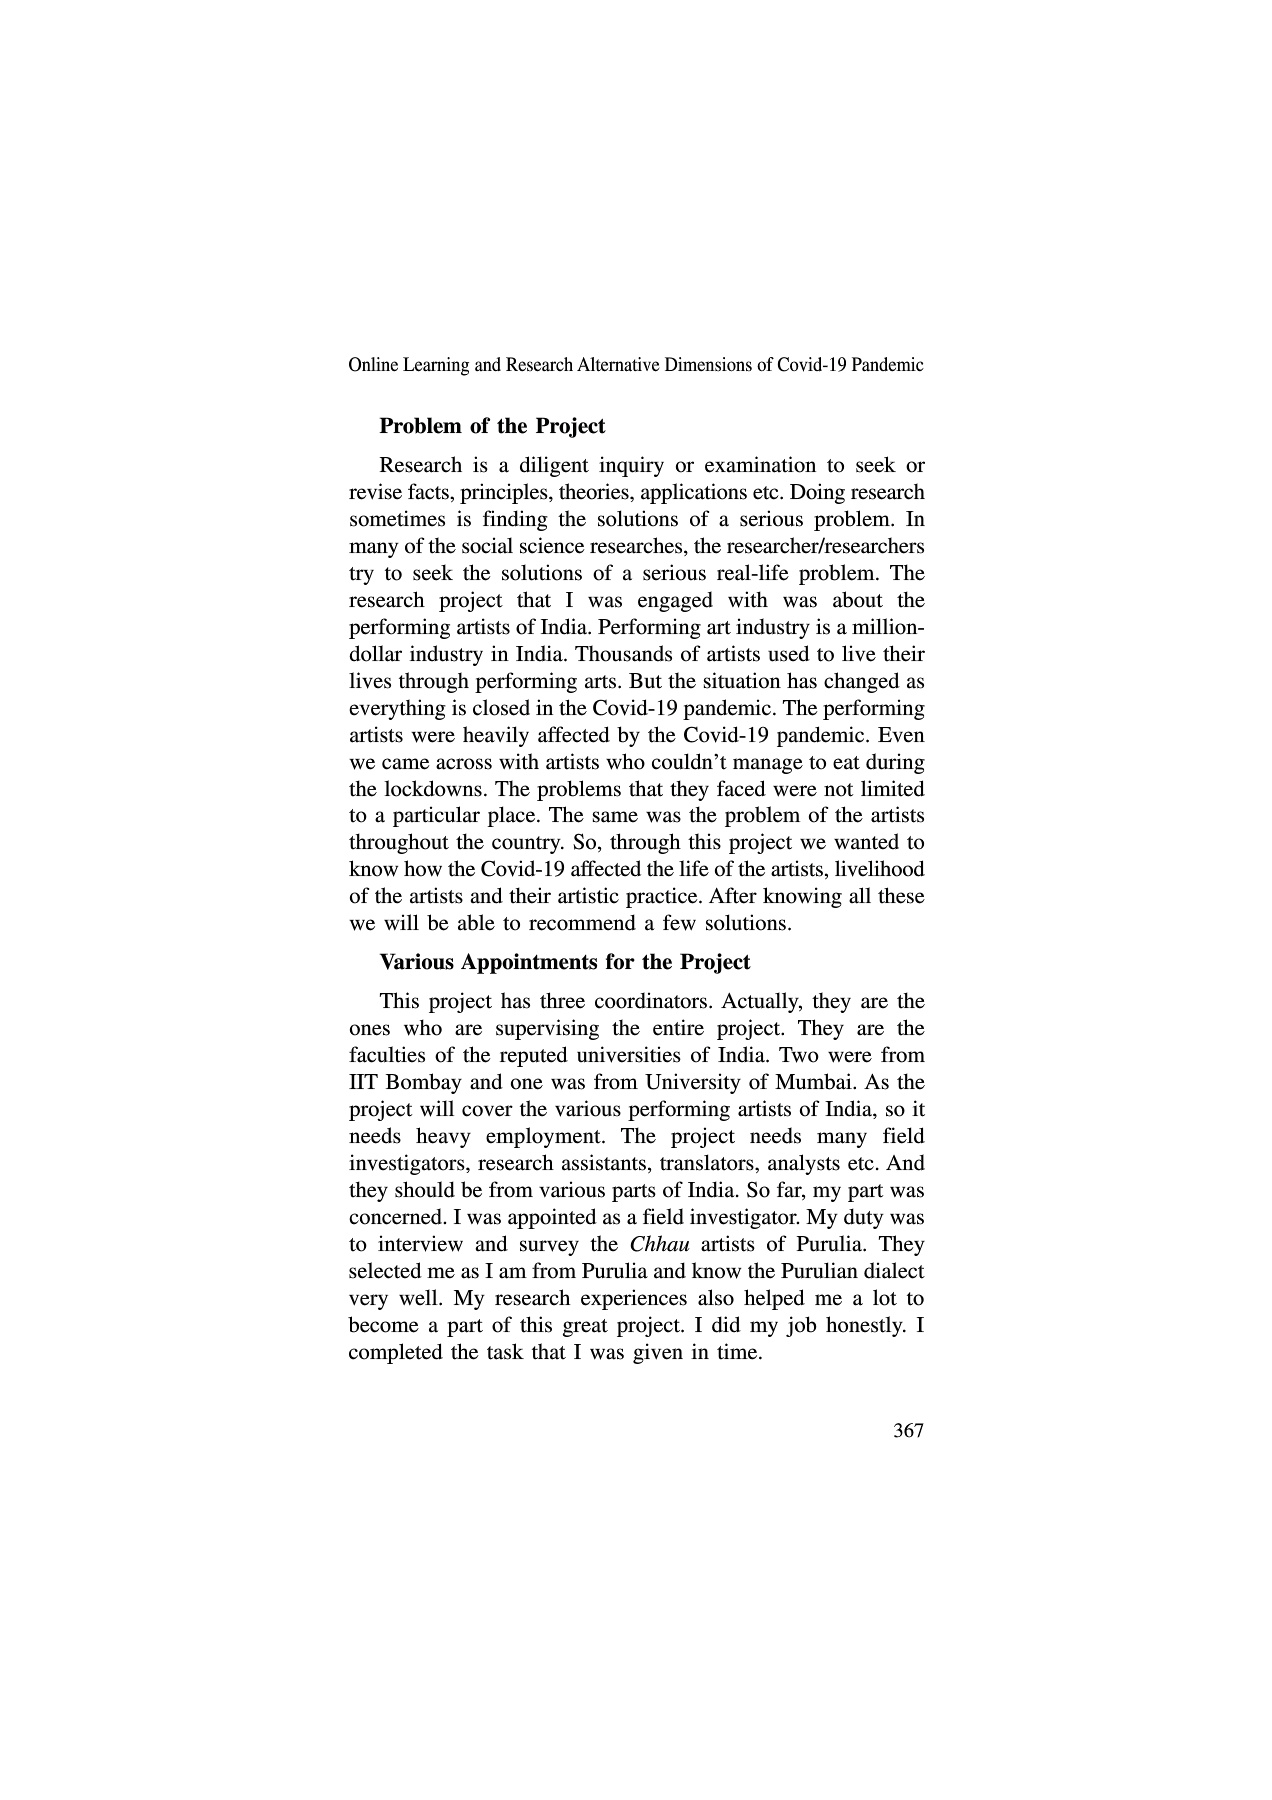 Online Learning and Research Alternative Dimensions of Covid-19 Pandemic
Problem of the Project
Research is a diligent inquiry or examination to seek or
revise facts, principles, theories, applications etc. Doing research
sometimes is finding the solutions of a serious problem. In
many of the social science researches, the researcher/researchers
try to seek the solutions of a serious real-life problem. The
research project that I was engaged with was about the
performing artists of India. Performing art industry is a million-
dollar industry in India. Thousands of artists used to live their
lives through performing arts. But the situation has changed as
everything is closed in the Covid-19 pandemic. The performing
artists were heavily affected by the Covid-19 pandemic. Even
we came across with artists who couldn’t manage to eat during
the lockdowns. The problems that they faced were not limited
to a particular place. The same was the problem of the artists
throughout the country. So, through this project we wanted to
know how the Covid-19 affected the life of the artists, livelihood
of the artists and their artistic practice. After knowing all these
we will be able to recommend a few solutions.
Various Appointments for the Project
This project has three coordinators. Actually, they are the
ones who are supervising the entire project. They are the
faculties of the reputed universities of India. Two were from
IIT Bombay and one was from University of Mumbai. As the
project will cover the various performing artists of India, so it
needs heavy employment. The project needs many field
investigators, research assistants, translators, analysts etc. And
they should be from various parts of India. So far, my part was
concerned. I was appointed as a field investigator. My duty was
to interview and survey the Chhau artists of Purulia. They
selected me as I am from Purulia and know the Purulian dialect
very well. My research experiences also helped me a lot to
become a part of this great project. I did my job honestly. I
completed the task that I was given in time.
367